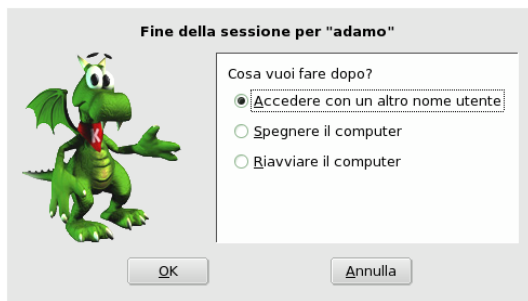 Fine della sessione per "adamo"
Cosa vuoi fare dopo?
Accedere con un altro nome utente
Spegnere il computer
Riavviare il computer
K
OK
Annulla